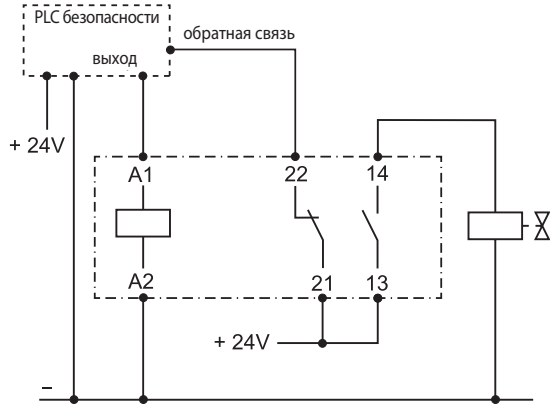 PLC безопасности
обратная связь
выход
+ 24V
A1
22
14
A2
21
13
+ 24V
–